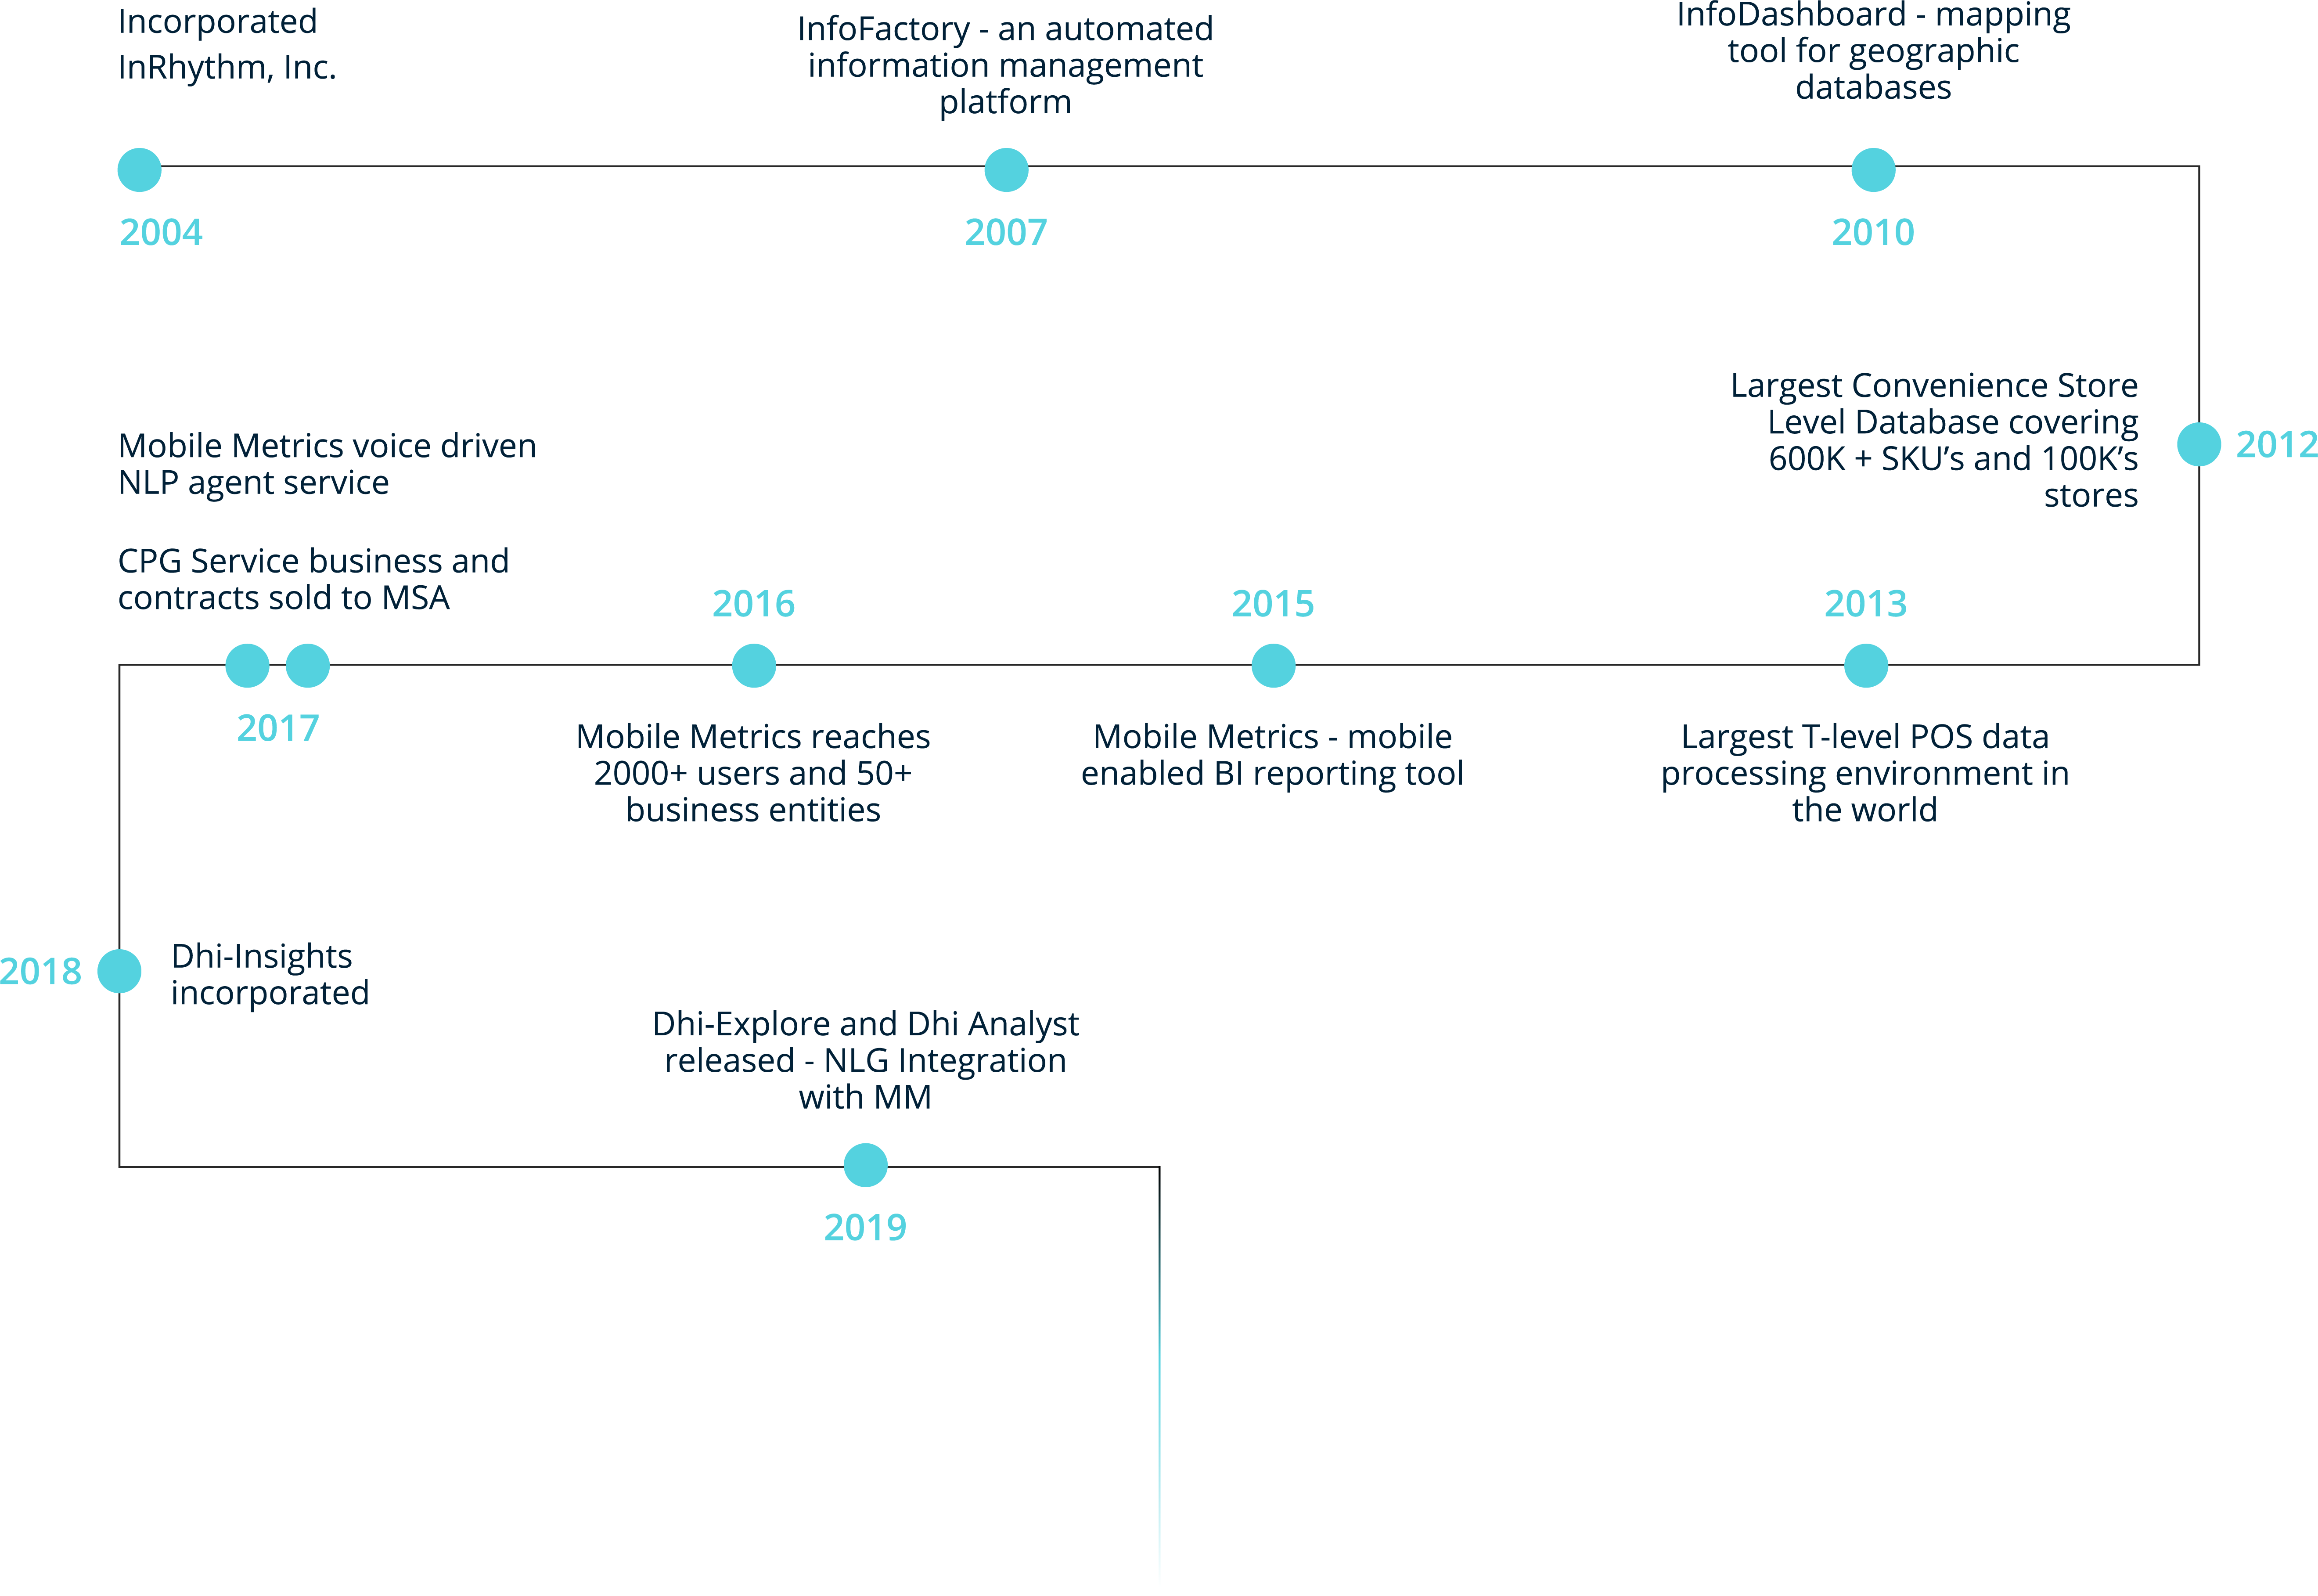 Incorporated
InRhythm, Inc.
2004
InfoFactory - an automated
information management
platform
2007
InfoDashboard - mapping
tool for geographic
databases
2010
Largest Convenience Store
Level Database covering
600K + SKU’s and 100K’s
stores
2012
2013
Largest T-level POS data
processing environment in
the world
2015
Mobile Metrics - mobile
enabled BI reporting tool
2016
Mobile Metrics reaches
2000+ users and 50+
business entities
Mobile Metrics voice driven
NLP agent service
CPG Service business and
contracts sold to MSA
2017
2018
Dhi-Insights
incorporated
Dhi-Explore and Dhi Analyst
released - NLG Integration
with MM
2019